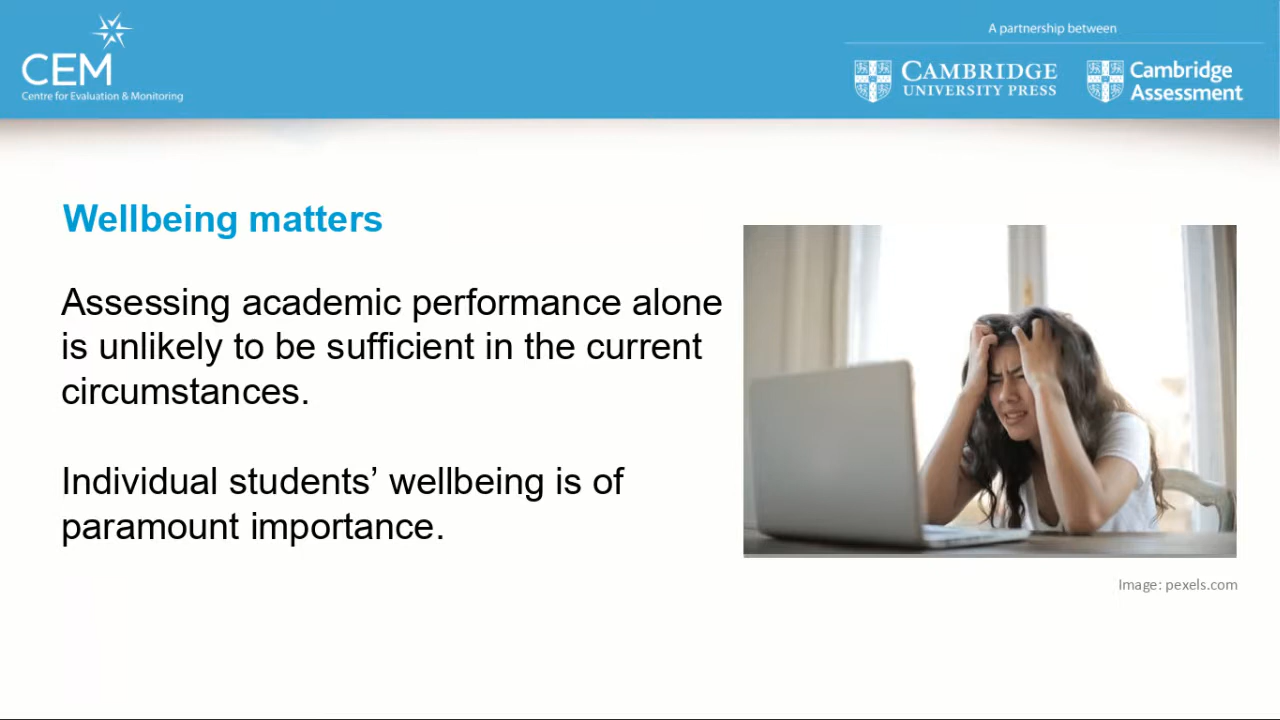 CEM
Centre for Evaluation & Monitoring
A partnership between
CAMBRIDGE
UNIVERSITY PRESS
Cambridge
Assessment
Wellbeing matters
Assessing academic performance alone
is unlikely to be sufficient in the current
circumstances.
Individual students’ wellbeing is of
paramount importance.
Image: pexels.com